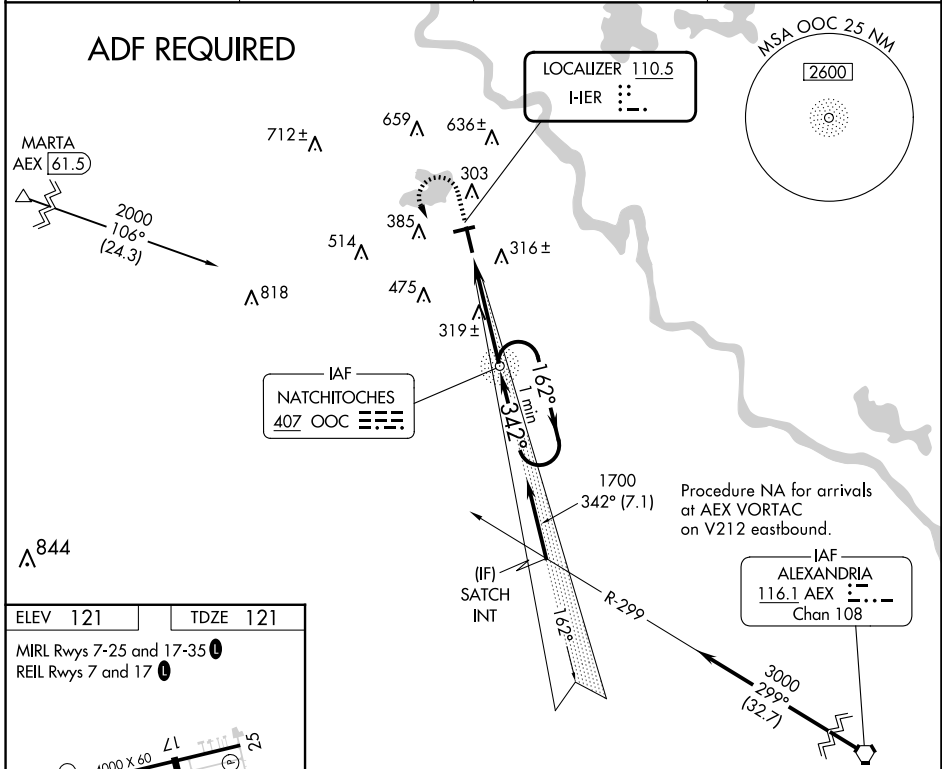 ADF REQUIRED
LOCALIZER 110.5
I-IER
MSA OOC 25 NM
2600
MARTA
AEX 61.5
2000
106°
(24.3)
712±
659
636±
303
385
514
316±
818
475
319±
IAF
NATCHITOCHES
407 OOC
162°
1 min
342°
1700
342° (7.1)
Procedure NA for arrivals
at AEX VORTAC
on V212 eastbound.
844
(IF)
SATCH
INT
R-299
162°
IAF
ALEXANDRIA
116.1 AEX
Chan 108
3000
299°
(32.7)
ELEV 121
TDZE 121
MIRL Rwys 7-25 and 17-35 L
REIL Rwys 7 and 17 L
4000 X 60
17
25
P